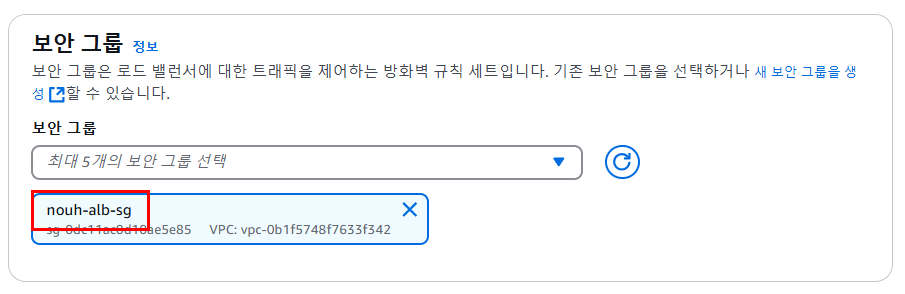 보안 그룹 정보
보안 그룹은 로드 밸런서에 대한 트래픽을 제어하는 방화벽 규칙 세트입니다. 기존 보안 그룹을 선택하거나 새 보안 그룹을 생
성 할 수 있습니다.
보안 그룹
최대 5개의 보안 그룹 선택
nouh-alb-sg
sg-0dc11ac0d10ae5e85 VPC: vpc-0b1f5748f7633f342